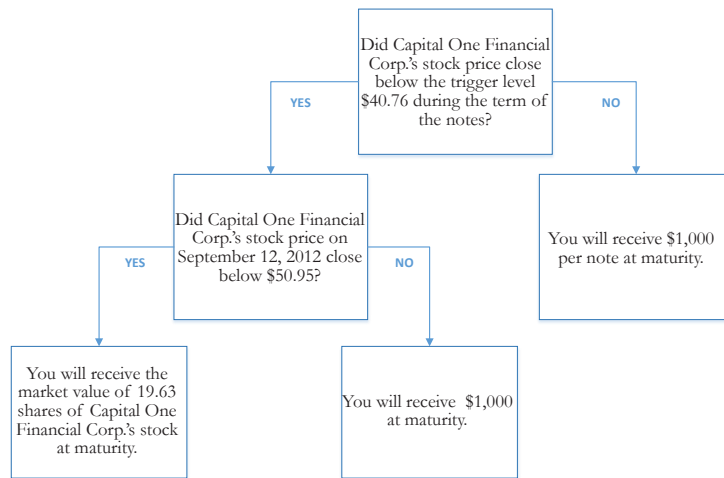 Did Capital One Financial
Corp.'s stock price close
below the trigger level
$40.76 during the term of
the notes?
YES
NO
Did Capital One Financial
Corp.'s stock price on
September 12, 2012 close
below $50.95?
You will receive $1,000
per note at maturity.
YES
NO
You will receive the
market value of 19.63
shares of Capital One
Financial Corp.'s stock
at maturity.
You will receive $1,000
at maturity.